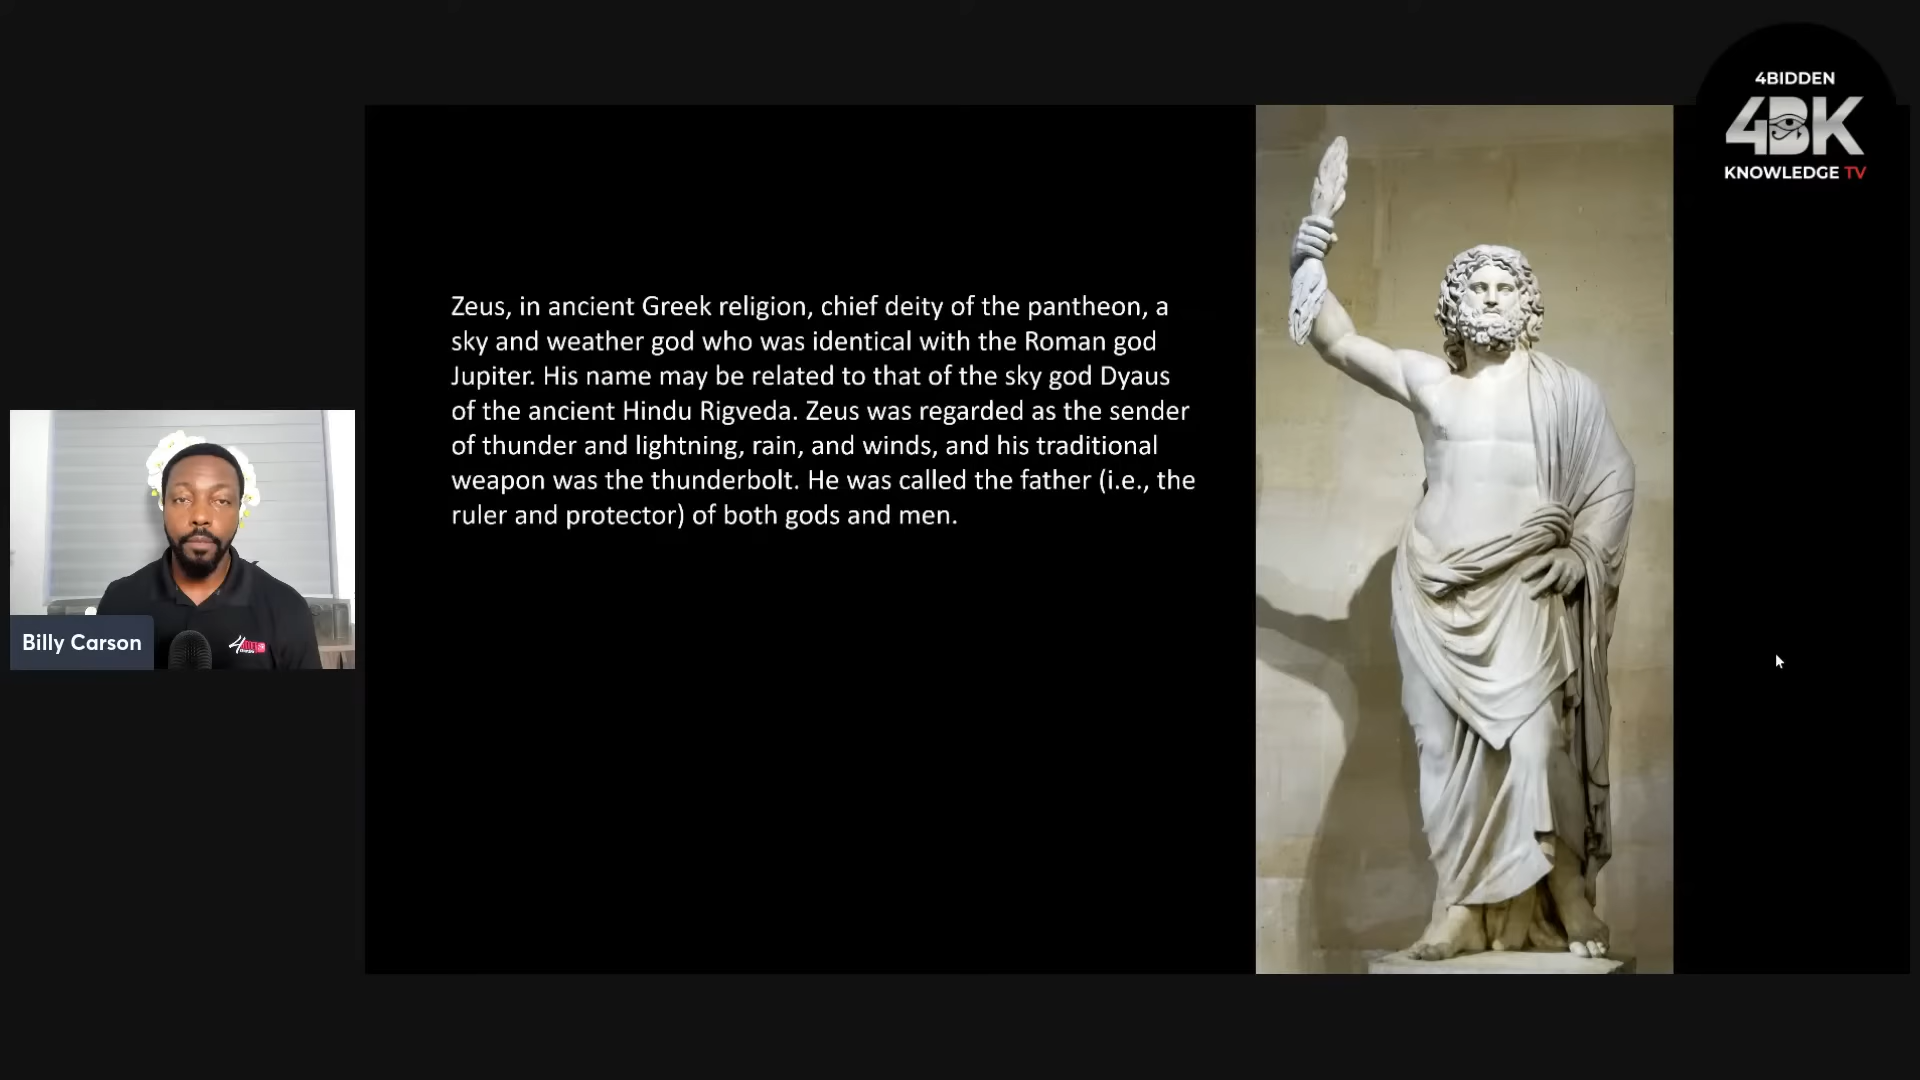 4BIDDEN
4BK
KNOWLEDGE TV
Zeus, in ancient Greek religion, chief deity of the pantheon, a
sky and weather god who was identical with the Roman god
Jupiter. His name may be related to that of the sky god Dyaus
of the ancient Hindu Rigveda. Zeus was regarded as the sender
of thunder and lightning, rain, and winds, and his traditional
weapon was the thunderbolt. He was called the father (i.e., the
ruler and protector) of both gods and men.
Billy Carson